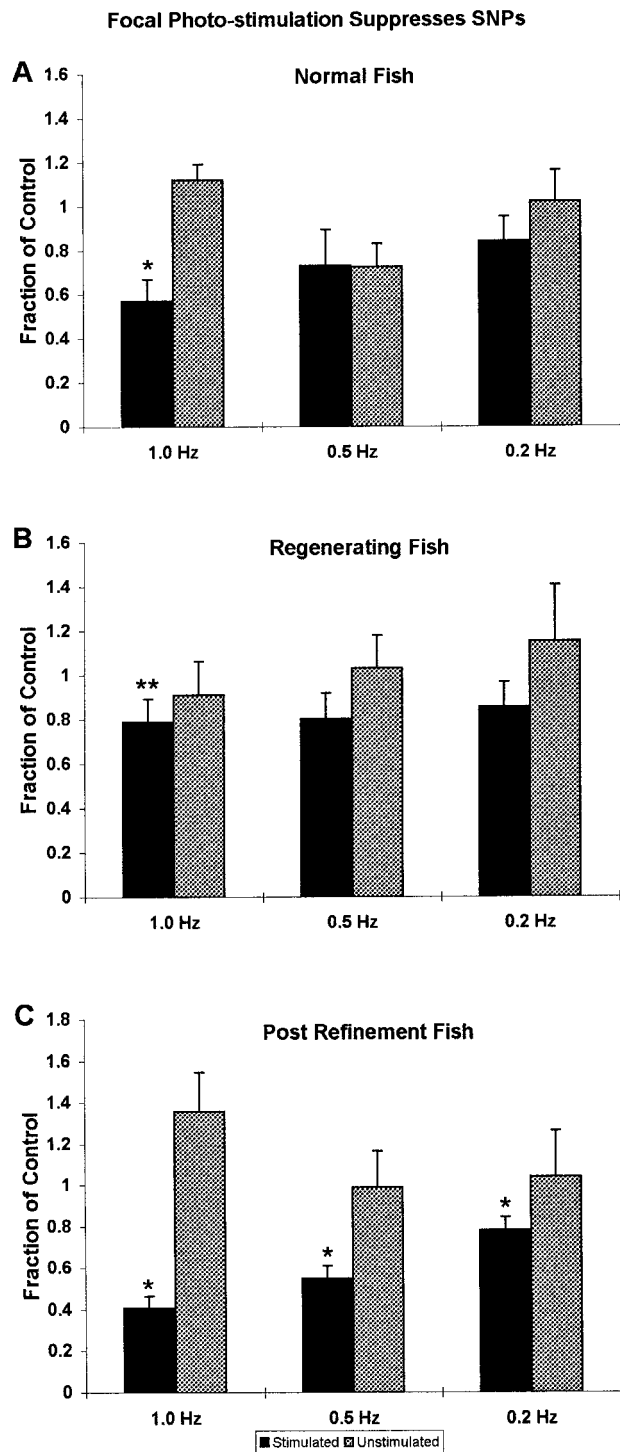 Focal Photo-stimulation Suppresses SNPs
A
Normal Fish
Fraction of Control
1.6
1.4
1.2
1
0.8
0.6
0.4
0.2
0
*
1.0 Hz 0.5 Hz 0.2 Hz
B
Regenerating Fish
Fraction of Control
1.6
1.4
1.2
1
0.8
0.6
0.4
0.2
0
**
1.0 Hz 0.5 Hz 0.2 Hz
C
Post Refinement Fish
Fraction of Control
1.8
1.6
1.4
1.2
1
0.8
0.6
0.4
0.2
0
* * *
1.0 Hz 0.5 Hz 0.2 Hz
Stimulated Unstimulated